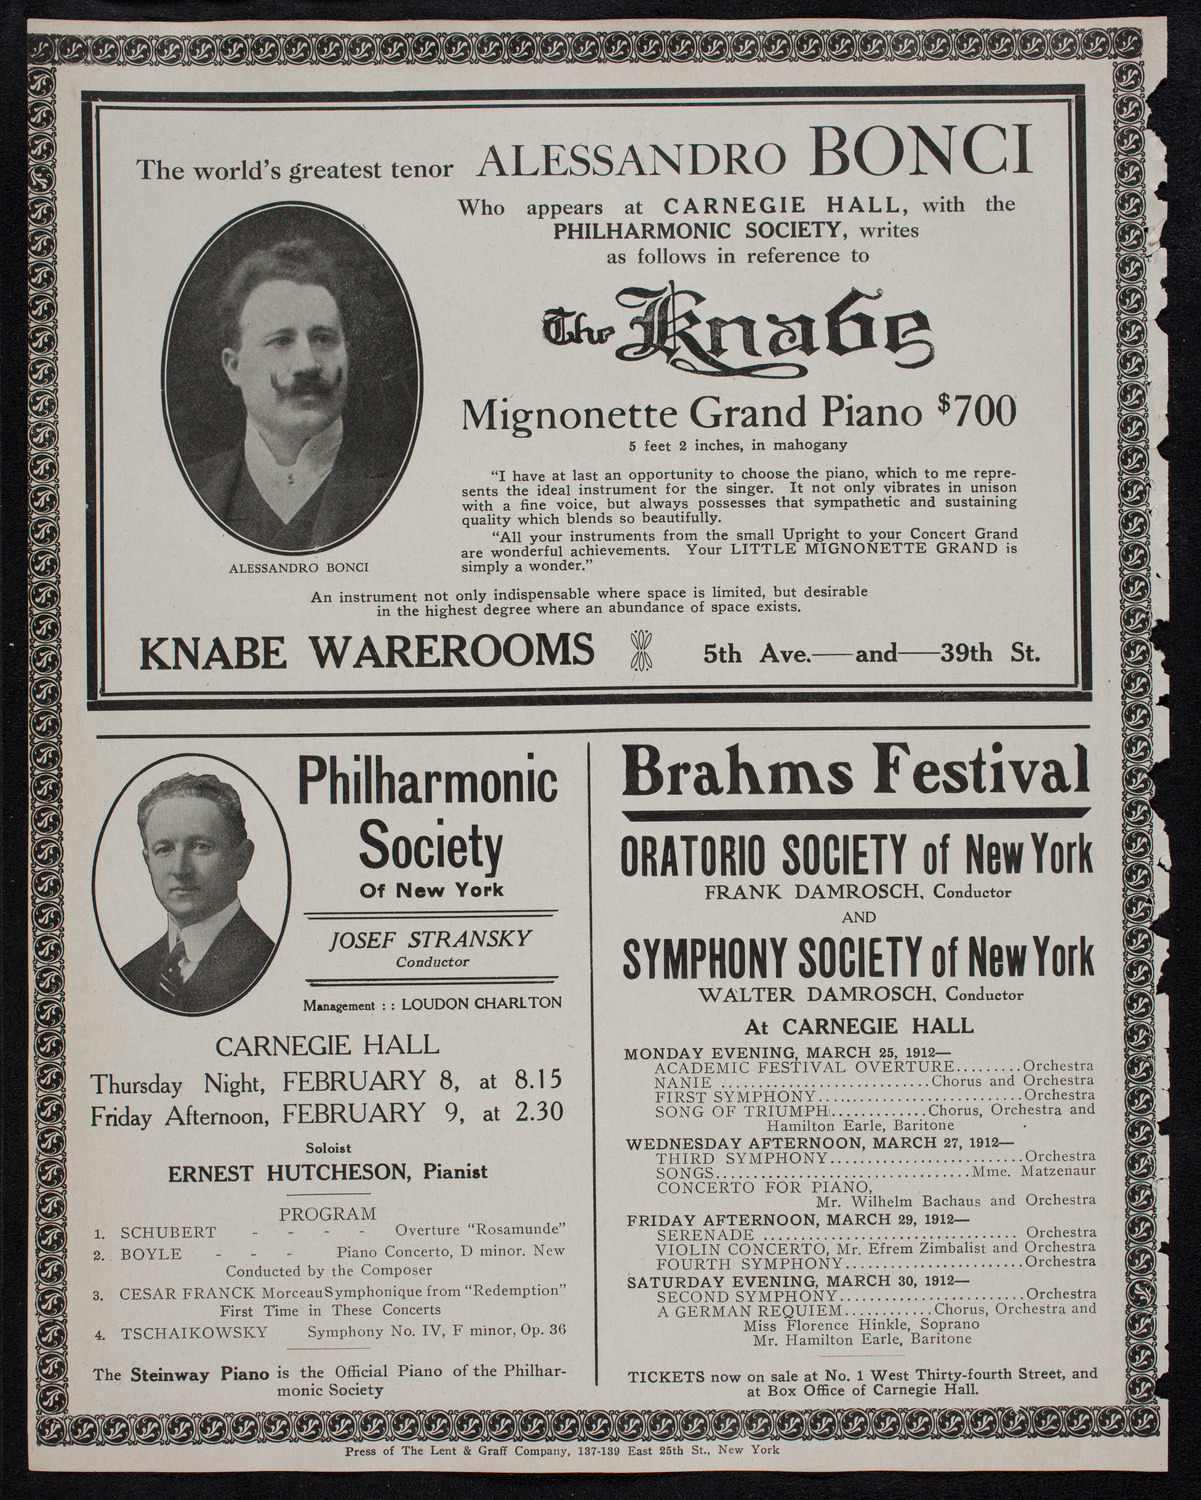 The world's greatest tenor ALESSANDRO BONCI
Who appears at CARNEGIE HALL, with the
PHILHARMONIC SOCIETY, writes
as follows in reference to
The Knabe
Mignonette Grand Piano $700
5 feet 2 inches, in mahogany
"I have at last an opportunity to choose the piano, which to me repre-
sents the ideal instrument for the singer. It not only vibrates in unison
with a fine voice, but always possesses that sympathetic and sustaining
quality which blends so beautifully.
"All your instruments from the small Upright to your Concert Grand
are wonderful achievements. Your LITTLE MIGNONETTE GRAND is
simply a wonder."
ALESSANDRO BONCI
An instrument not only indispensable where space is limited, but desirable
in the highest degree where an abundance of space exists.
KNABE WAREROOMS 5th Ave.—and—39th St.
Philharmonic
Society
Of New York
JOSEF STRANSKY
Conductor
Management : : LOUDON CHARLTON
CARNEGIE HALL
Thursday Night, FEBRUARY 8, at 8.15
Friday Afternoon, FEBRUARY 9, at 2.30
Soloist
ERNEST HUTCHESON, Pianist
PROGRAM
1. SCHUBERT - - - - Overture "Rosamunde"
2. BOYLE - - - Piano Concerto, D minor. New
Conducted by the Composer
3. CESAR FRANCK Morceau Symphonique from "Redemption"
First Time in These Concerts
4. TSCHAIKOWSKY Symphony No. IV, F minor, Op. 36
The Steinway Piano is the Official Piano of the Philhar-
monic Society
Brahms Festival
ORATORIO SOCIETY of New York
FRANK DAMROSCH, Conductor
AND
SYMPHONY SOCIETY of New York
WALTER DAMROSCH, Conductor
At CARNEGIE HALL
MONDAY EVENING, MARCH 25, 1912—
ACADEMIC FESTIVAL OVERTURE.........Orchestra
NANIE ............................Chorus and Orchestra
FIRST SYMPHONY............................Orchestra
SONG OF TRIUMPH............Chorus, Orchestra and
Hamilton Earle, Baritone
WEDNESDAY AFTERNOON, MARCH 27, 1912—
THIRD SYMPHONY..........................Orchestra
SONGS...................................Mme. Matzenaur
CONCERTO FOR PIANO,
Mr. Wilhelm Bachaus and Orchestra
FRIDAY AFTERNOON, MARCH 29, 1912—
SERENADE ................................ Orchestra
VIOLIN CONCERTO, Mr. Efrem Zimbalist and Orchestra
FOURTH SYMPHONY........................Orchestra
SATURDAY EVENING, MARCH 30, 1912—
SECOND SYMPHONY.........................Orchestra
A GERMAN REQUIEM............Chorus, Orchestra and
Miss Florence Hinkle, Soprano
Mr. Hamilton Earle, Baritone
TICKETS now on sale at No. 1 West Thirty-fourth Street, and
at Box Office of Carnegie Hall.
Press of The Lent & Graff Company, 137-139 East 25th St., New York